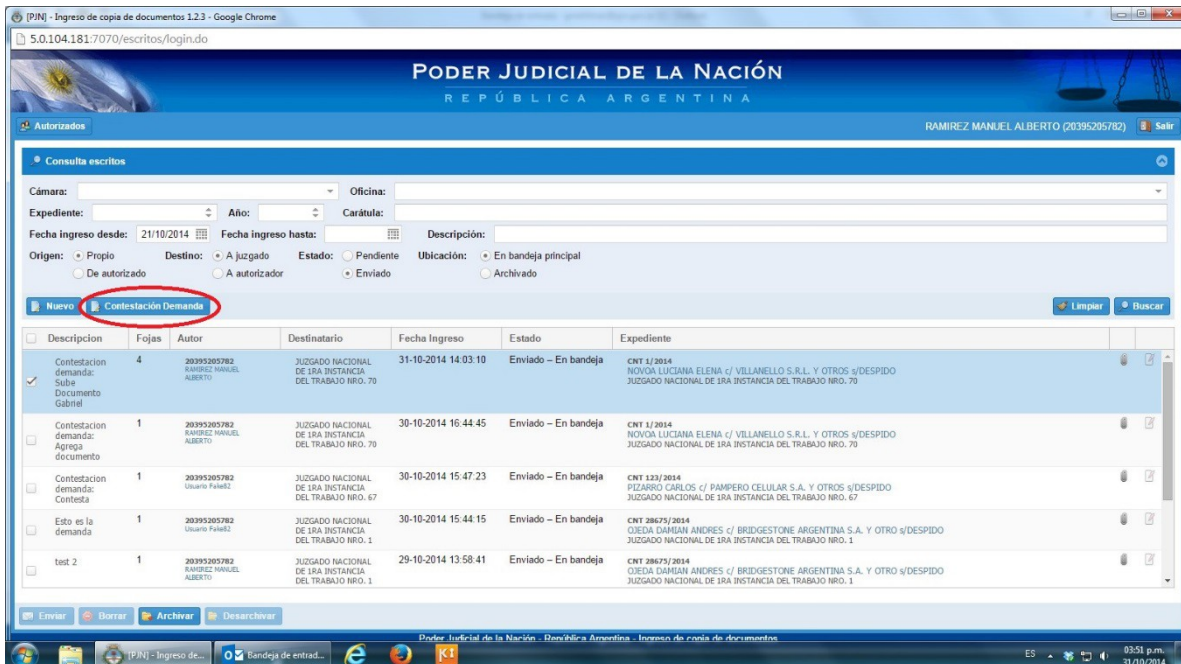 [PJN] - Ingreso de copia de documentos 1.2.3 - Google Chrome
5.0.104.181:7070/escritos/login.do
PODER JUDICIAL DE LA NACIÓN
REPÚBLICA ARGENTINA
Autorizados RAMIREZ MANUEL ALBERTO (20395205782) Salir
Consulta escritos
Cámara: Oficina:
Expediente: Año: Carátula:
Fecha ingreso desde: 21/10/2014 Fecha ingreso hasta: Descripción:
Origen: Propio Destino: A juzgado Estado: Pendiente Ubicación: En bandeja principal
De autorizado A autorizador Enviado Archivado
Nuevo Contestación Demanda Limpiar Buscar
Descripcion Fojas Autor Destinatario Fecha Ingreso Estado Expediente
Contestacion demanda: Sube Documento Gabriel 4 20395205782 RAMIREZ MANUEL ALBERTO JUZGADO NACIONAL DE 1RA INSTANCIA DEL TRABAJO NRO. 70 31-10-2014 14:03:10 Enviado – En bandeja CNT 1/2014
NOVOA LUCIANA ELENA c/ VILLANELLO S.R.L. Y OTROS s/DESPIDO
JUZGADO NACIONAL DE 1RA INSTANCIA DEL TRABAJO NRO. 70
Contestacion demanda: Agrega documento 1 20395205782 RAMIREZ MANUEL ALBERTO JUZGADO NACIONAL DE 1RA INSTANCIA DEL TRABAJO NRO. 70 30-10-2014 16:44:45 Enviado – En bandeja CNT 1/2014
NOVOA LUCIANA ELENA c/ VILLANELLO S.R.L. Y OTROS s/DESPIDO
JUZGADO NACIONAL DE 1RA INSTANCIA DEL TRABAJO NRO. 70
Contestacion demanda: Contesta 1 20395205782 Usuario Fake82 JUZGADO NACIONAL DE 1RA INSTANCIA DEL TRABAJO NRO. 67 30-10-2014 15:47:23 Enviado – En bandeja CNT 123/2014
PIZARRO CARLOS c/ PAMPERO CELULAR S.A. Y OTROS s/DESPIDO
JUZGADO NACIONAL DE 1RA INSTANCIA DEL TRABAJO NRO. 67
Esto es la demanda 1 20395205782 Usuario Fake82 JUZGADO NACIONAL DE 1RA INSTANCIA DEL TRABAJO NRO. 1 30-10-2014 15:44:15 Enviado – En bandeja CNT 28675/2014
OJEDA DAMIAN ANDRES c/ BRIDGESTONE ARGENTINA S.A. Y OTRO s/DESPIDO
JUZGADO NACIONAL DE 1RA INSTANCIA DEL TRABAJO NRO. 1
test 2 1 20395205782 RAMIREZ MANUEL ALBERTO JUZGADO NACIONAL DE 1RA INSTANCIA DEL TRABAJO NRO. 1 29-10-2014 13:58:41 Enviado – En bandeja CNT 28675/2014
OJEDA DAMIAN ANDRES c/ BRIDGESTONE ARGENTINA S.A. Y OTRO s/DESPIDO
JUZGADO NACIONAL DE 1RA INSTANCIA DEL TRABAJO NRO. 1
Enviar Borrar Archivar Desarchivar
Poder Judicial de la Nación - República Argentina - Ingreso de copia de documentos
[PJN] - Ingreso de... Bandeja de entrad... ES 03:51 p.m.
31/10/2014